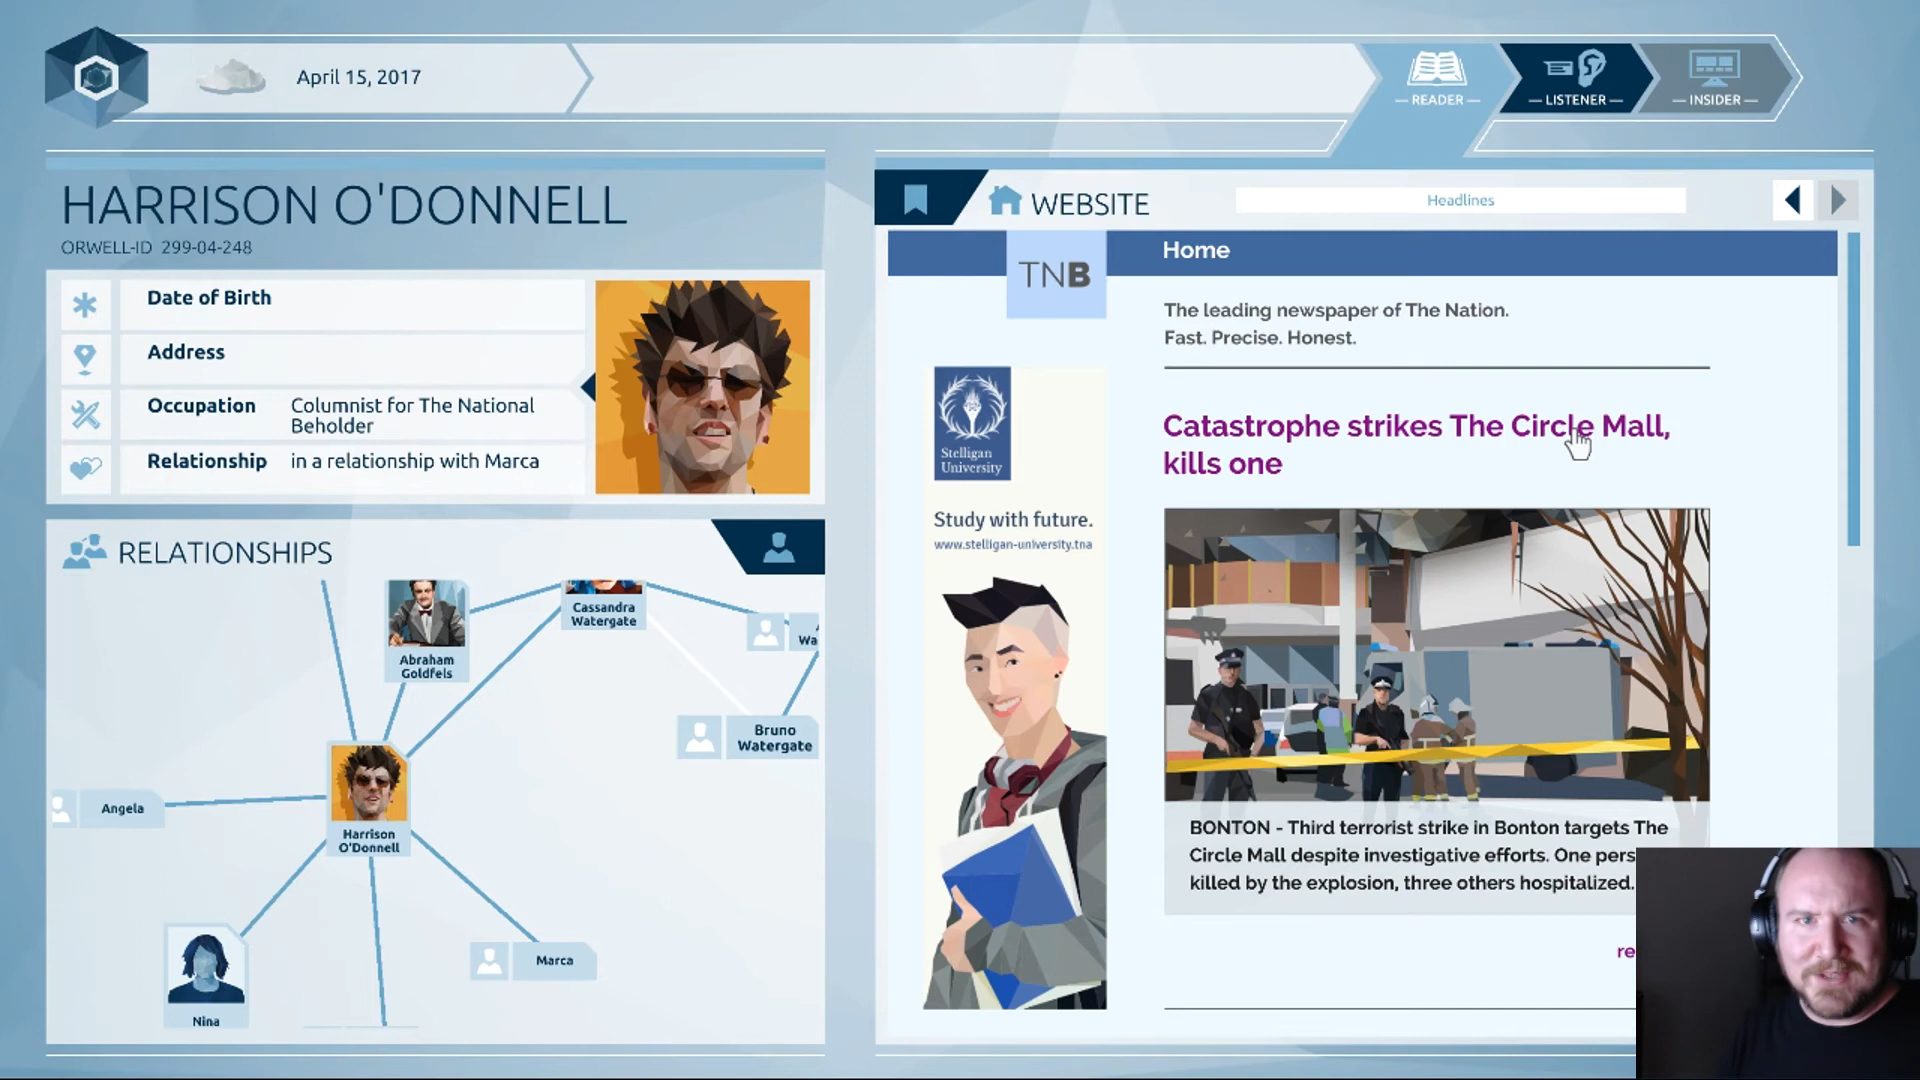 April 15, 2017
READER
LISTENER
INSIDER
HARRISON O'DONNELL
ORWELL-ID 299-04-248
Date of Birth
Address
Occupation Columnist for The National
Beholder
Relationship in a relationship with Marca
RELATIONSHIPS
Cassandra
Watergate
Abraham
Goldfels
Wa
Bruno
Watergate
Angela
Harrison
O'Donnell
Marca
Nina
WEBSITE
Headlines
TNB
Home
The leading newspaper of The Nation.
Fast. Precise. Honest.
Stelligan
University
Study with future.
www.stelligan-university.tna
Catastrophe strikes The Circle Mall,
kills one
BONTON - Third terrorist strike in Bonton targets The
Circle Mall despite investigative efforts. One pers
killed by the explosion, three others hospitalized.
re